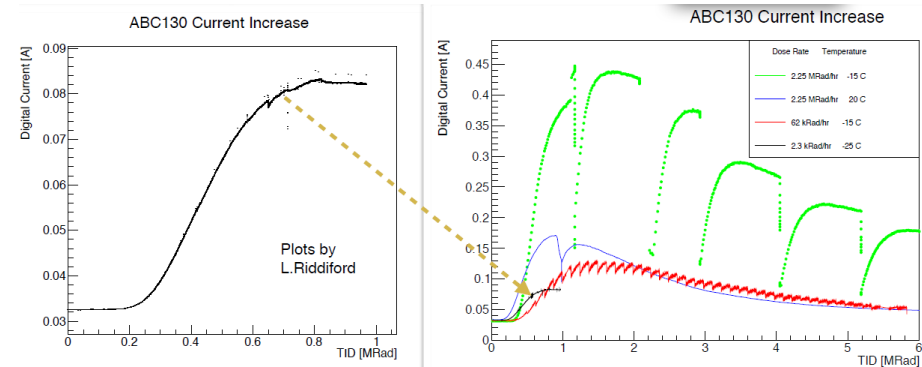 ABC130 Current Increase
Digital Current [A]
0.09
0.08
0.07
0.06
0.05
0.04
0.03
0
0.2
0.4
0.6
0.8
1
TID [MRad]
Plots by
L.Riddiford
ABC130 Current Increase
Digital Current [A]
0.45
0.4
0.35
0.3
0.25
0.2
0.15
0.1
0.05
0
0
1
2
3
4
5
6
TID [MRad]
Dose Rate Temperature
2.25 MRad/hr -15 C
2.25 MRad/hr 20 C
62 kRad/hr -15 C
2.3 kRad/hr -25 C